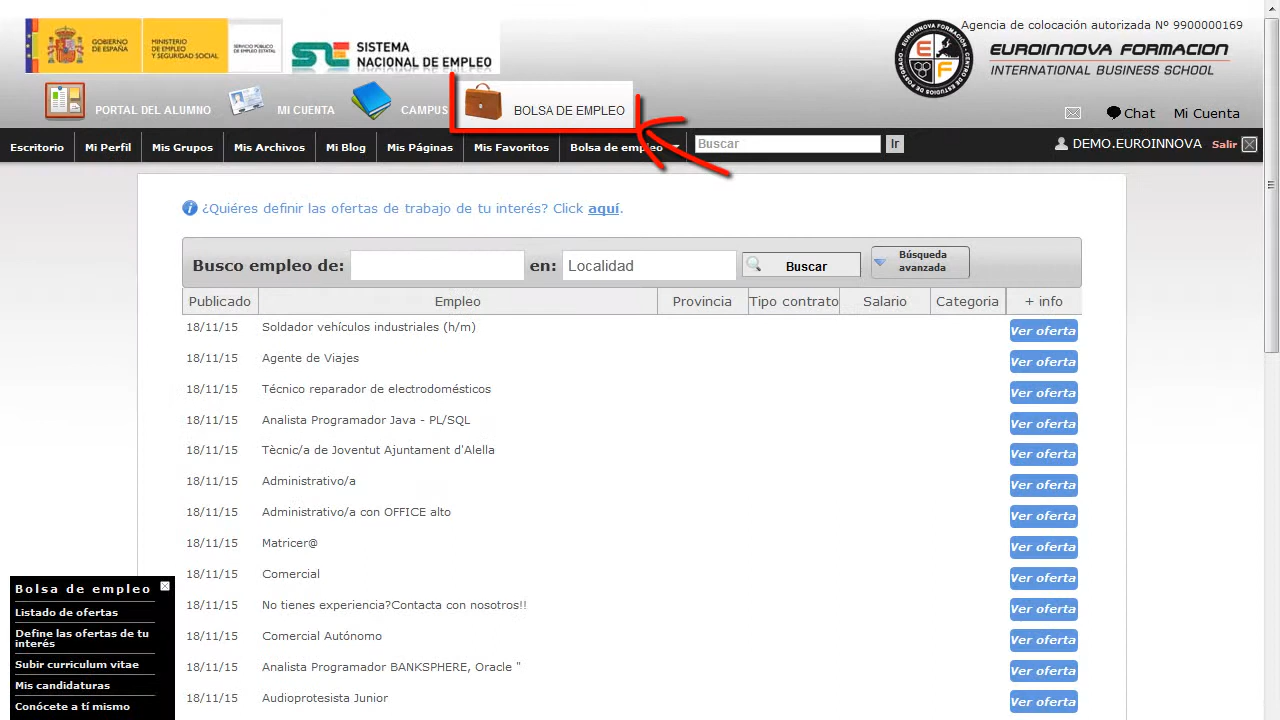 GOBIERNO DE ESPAÑA
MINISTERIO DE EMPLEO Y SEGURIDAD SOCIAL
SERVICIO PÚBLICO DE EMPLEO ESTATAL
SISTEMA NACIONAL DE EMPLEO
Agencia de colocación autorizada Nº 9900000169
EUROINNOVA FORMACION
INTERNATIONAL BUSINESS SCHOOL
PORTAL DEL ALUMNO MI CUENTA CAMPUS BOLSA DE EMPLEO
Chat Mi Cuenta
Escritorio Mi Perfil Mis Grupos Mis Archivos Mi Blog Mis Páginas Mis Favoritos Bolsa de empleo Buscar Ir DEMO.EUROINNOVA Salir
¿Quiéres definir las ofertas de trabajo de tu interés? Click aquí.
Busco empleo de: en: Localidad Buscar Búsqueda avanzada
Publicado Empleo Provincia Tipo contrato Salario Categoria + info
18/11/15 Soldador vehículos industriales (h/m) Ver oferta
18/11/15 Agente de Viajes Ver oferta
18/11/15 Técnico reparador de electrodomésticos Ver oferta
18/11/15 Analista Programador Java - PL/SQL Ver oferta
18/11/15 Tècnic/a de Joventut Ajuntament d'Alella Ver oferta
18/11/15 Administrativo/a Ver oferta
18/11/15 Administrativo/a con OFFICE alto Ver oferta
18/11/15 Matricer@ Ver oferta
18/11/15 Comercial Ver oferta
18/11/15 No tienes experiencia?Contacta con nosotros!! Ver oferta
18/11/15 Comercial Autónomo Ver oferta
18/11/15 Analista Programador BANKSPHERE, Oracle " Ver oferta
18/11/15 Audioprotesista Junior Ver oferta
Bolsa de empleo
Listado de ofertas
Define las ofertas de tu
interés
Subir curriculum vitae
Mis candidaturas
Conócete a tí mismo